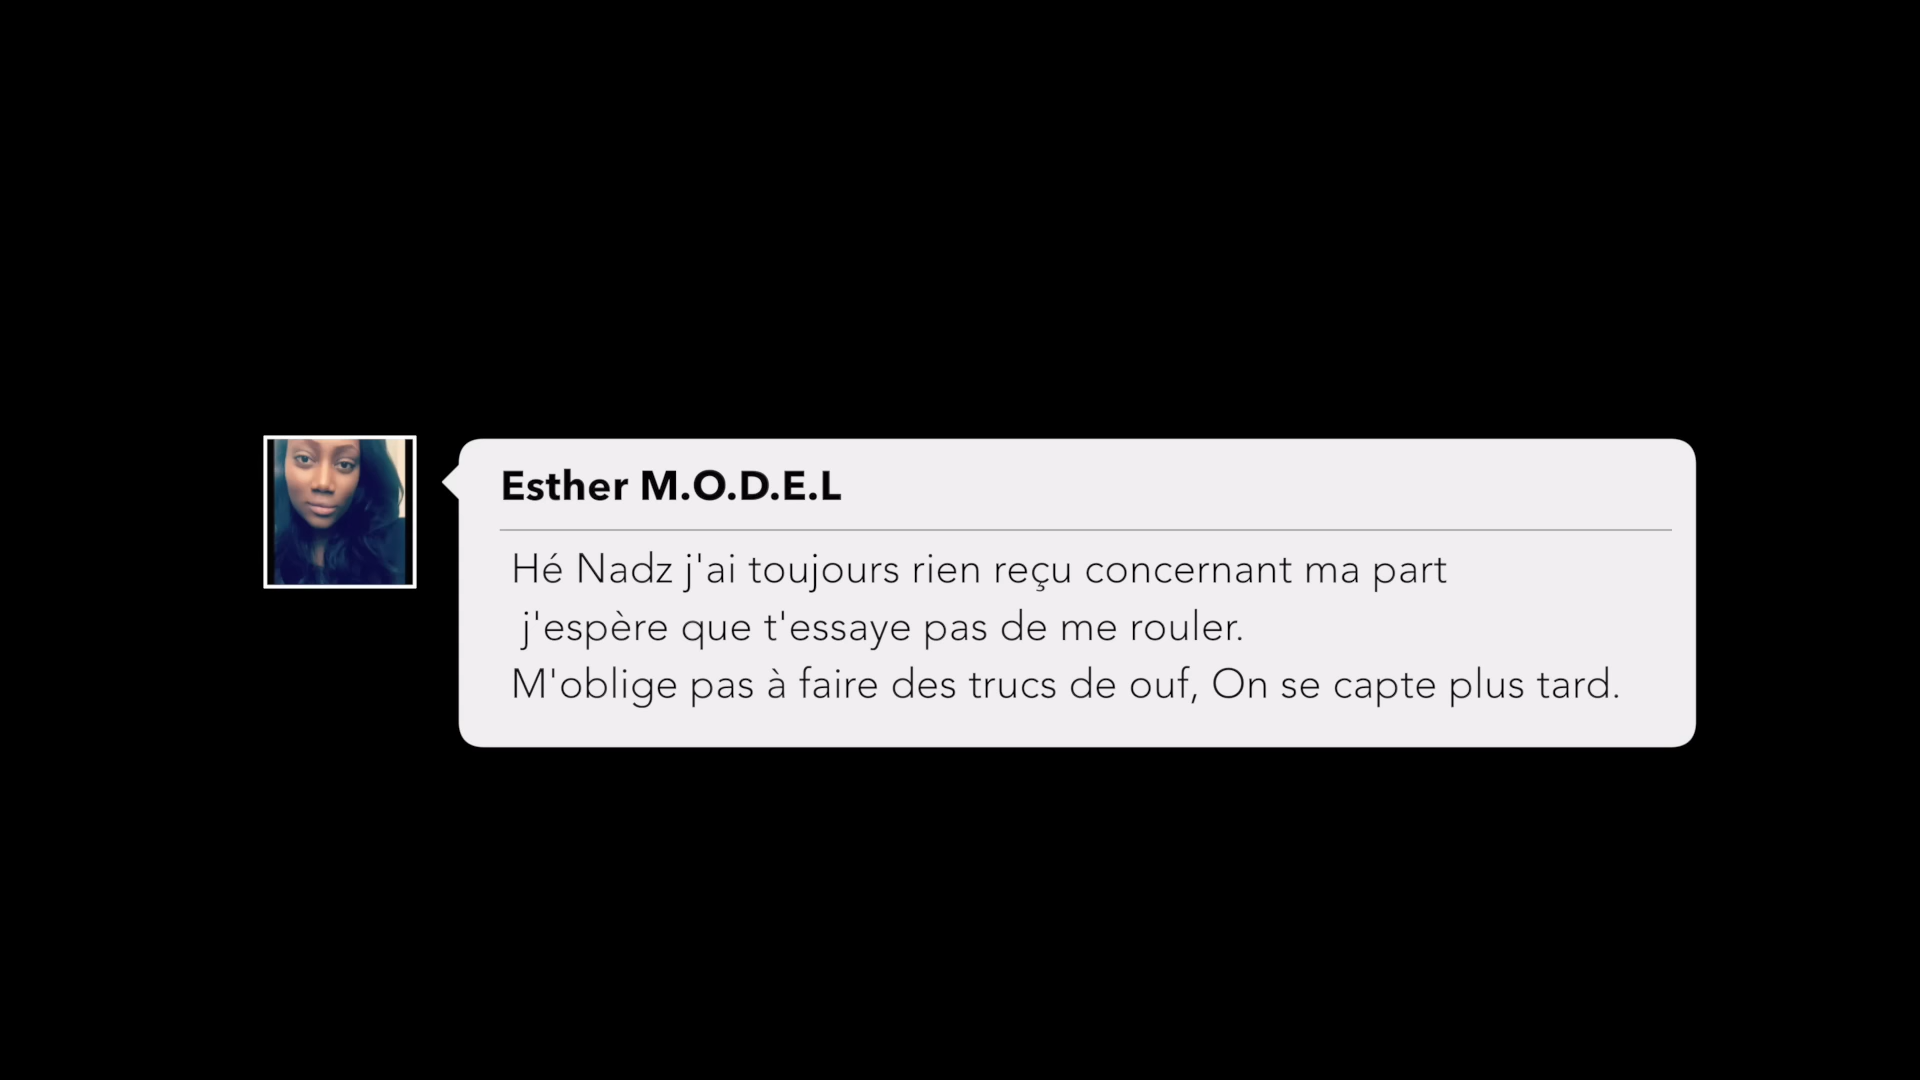 Esther M.O.D.E.L
Hé Nadz j'ai toujours rien reçu concernant ma part
j'espère que t'essaye pas de me rouler.
M'oblige pas à faire des trucs de ouf, On se capte plus tard.